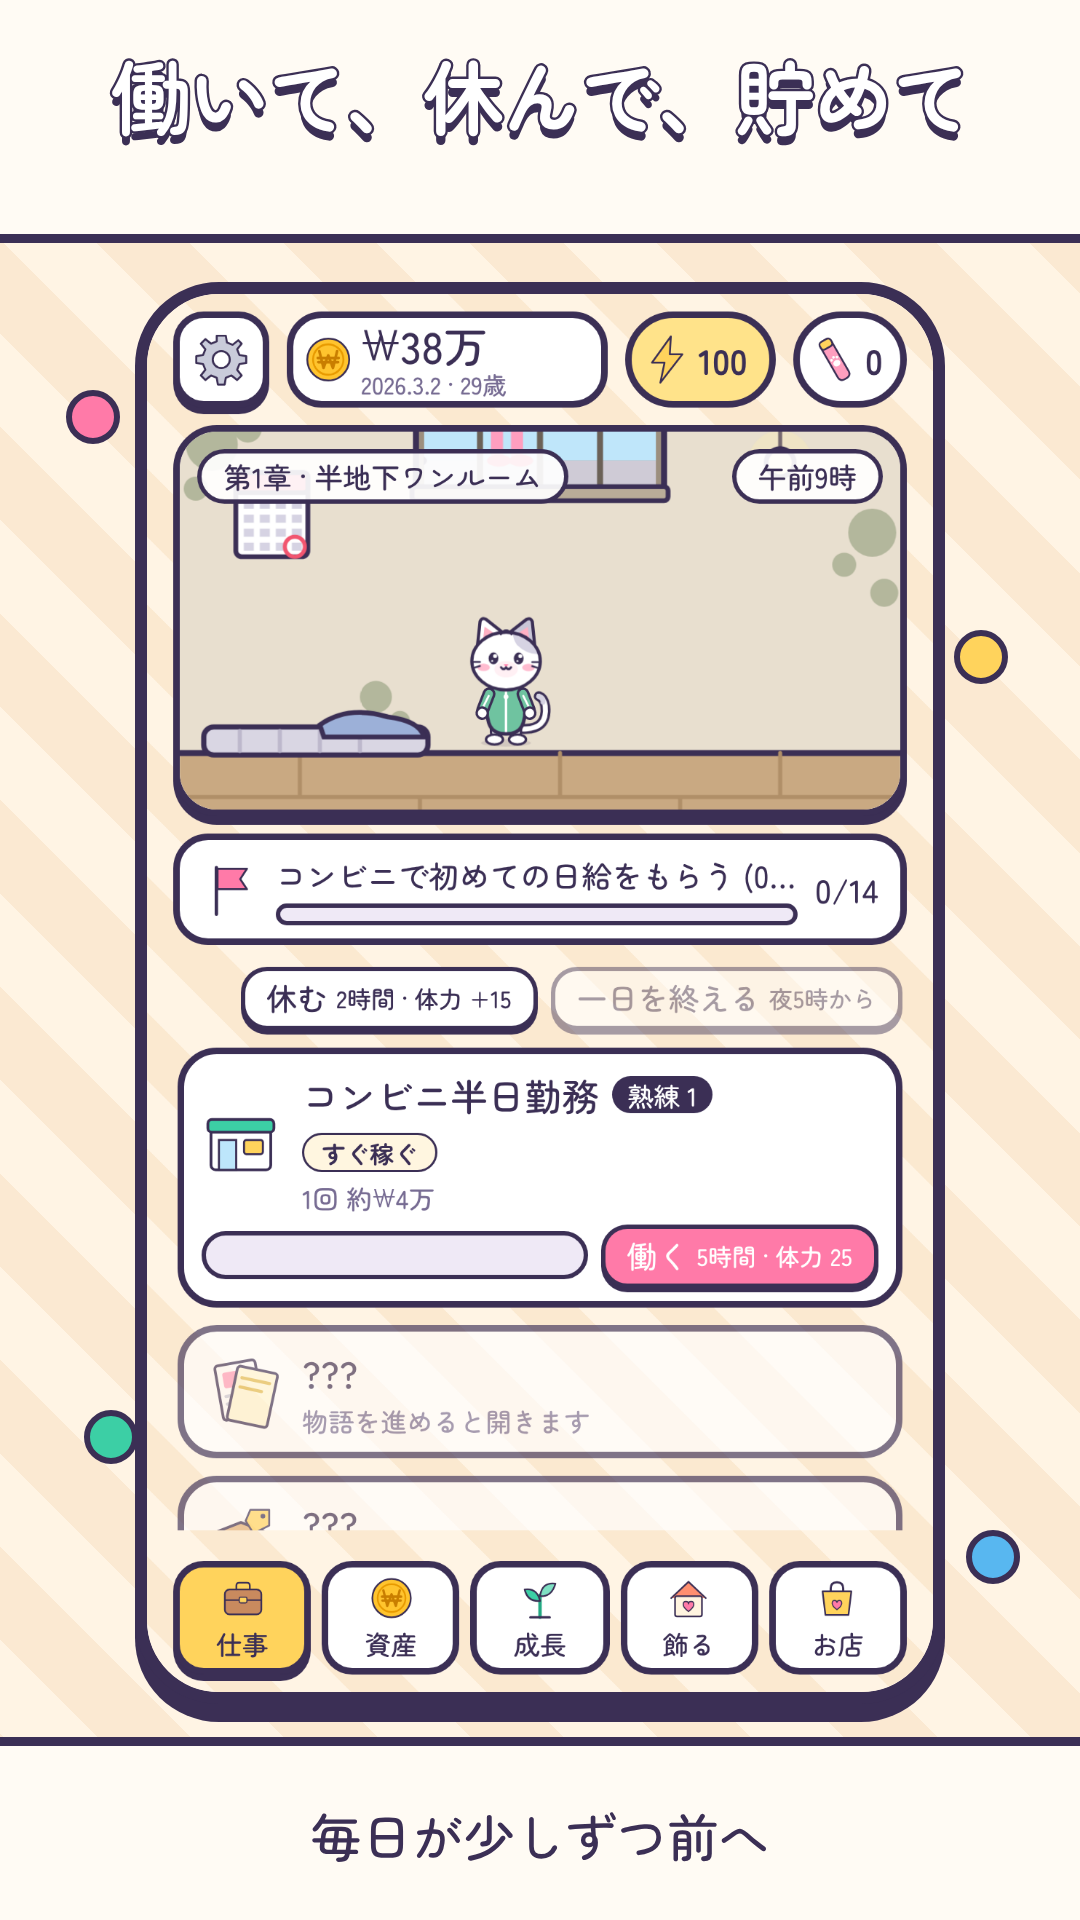 働いて、休んで、貯めて
₩38万
2026.3.2・29歳
100
0
第1章・半地下ワンルーム
午前9時
コンビニで初めての日給をもらう (0…
0/14
休む 2時間・体力 +15
一日を終える 夜5時から
コンビニ半日勤務 熟練 1
すぐ稼ぐ
1回 約₩4万
働く 5時間・体力 25
???
物語を進めると開きます
???
仕事
資産
成長
飾る
お店
毎日が少しずつ前へ